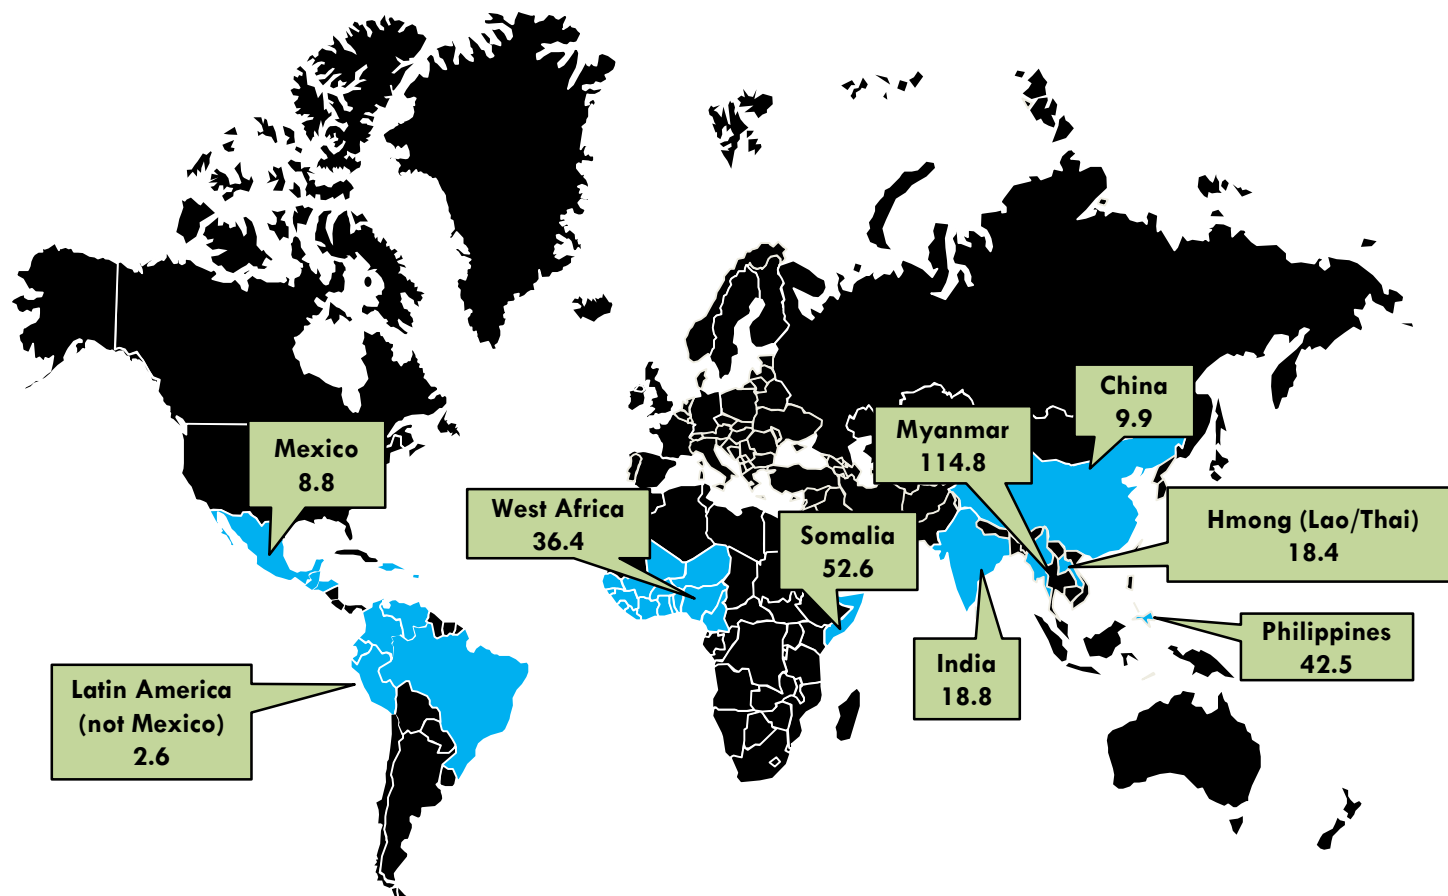 China
9.9
Myanmar
114.8
Mexico
8.8
West Africa
36.4
Somalia
52.6
Hmong (Lao/Thai)
18.4
Philippines
42.5
India
18.8
Latin America
(not Mexico)
2.6